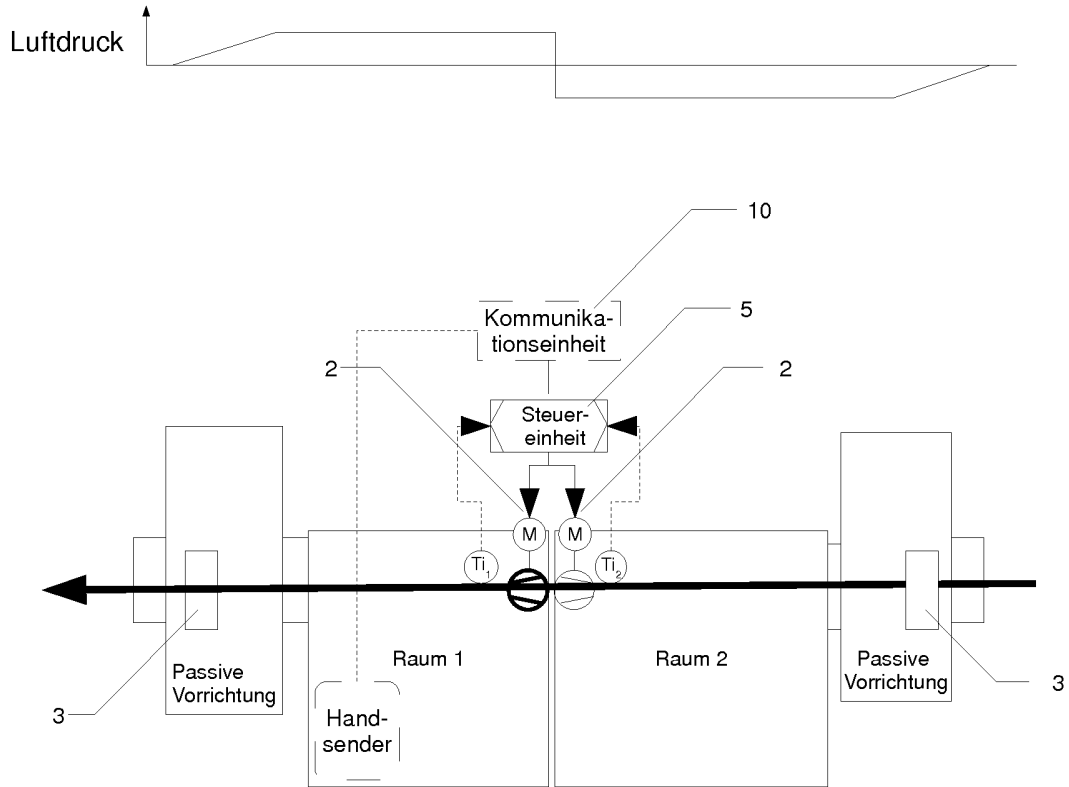 Luftdruck
10
Kommunika-
tionseinheit
5
2
2
Steuer-
einheit
M
M
Ti1
Ti2
Raum 1
Raum 2
Passive
Vorrichtung
Passive
Vorrichtung
3
3
Hand-
sender